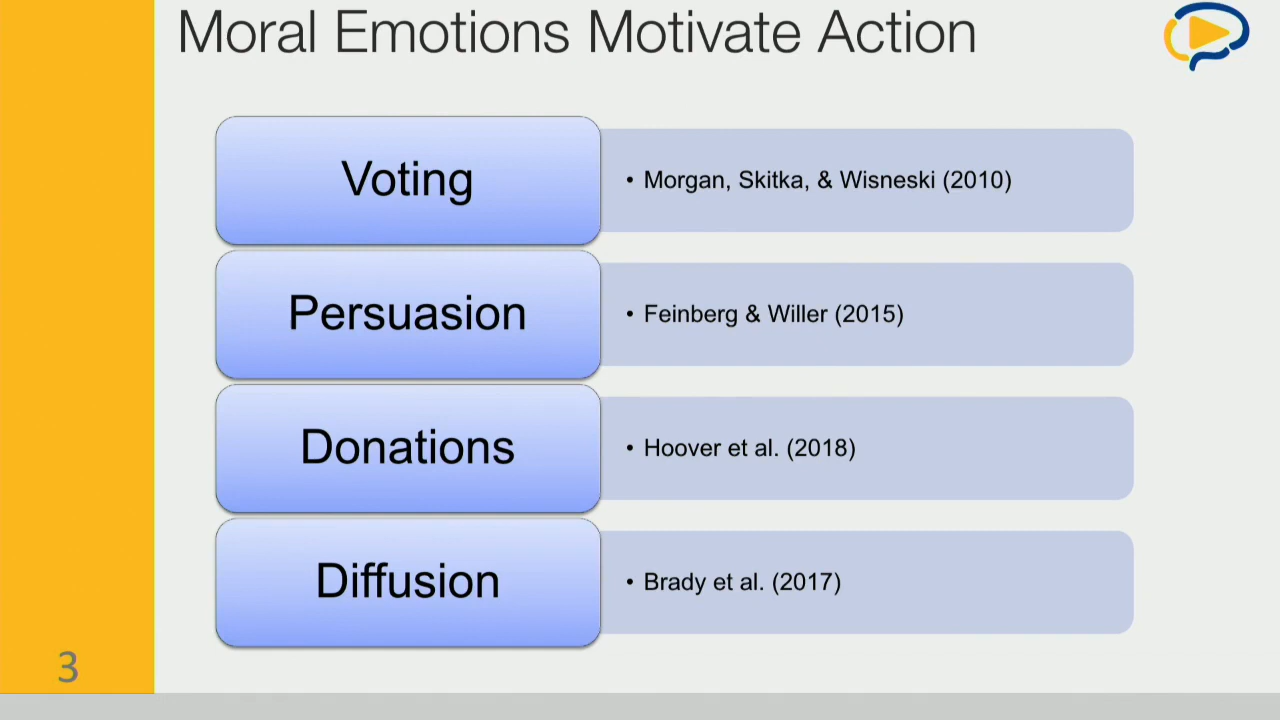 Moral Emotions Motivate Action
Voting
• Morgan, Skitka, & Wisneski (2010)
Persuasion
• Feinberg & Willer (2015)
Donations
• Hoover et al. (2018)
Diffusion
• Brady et al. (2017)
3